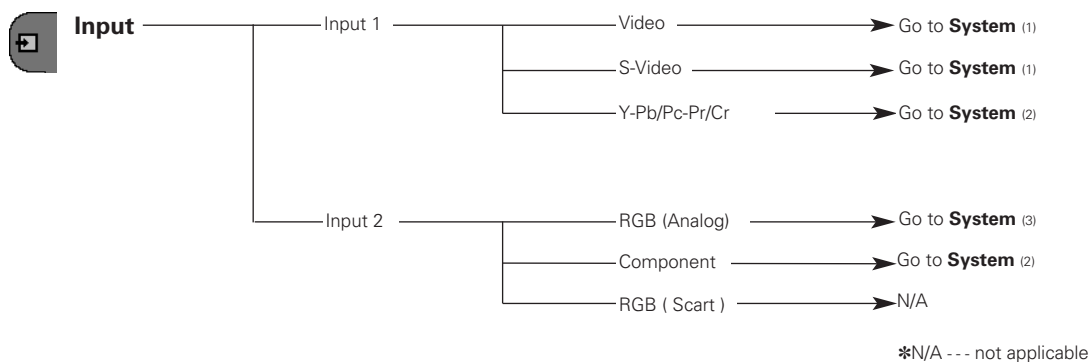 Input Input 1 Video Go to System (1)
S-Video Go to System (1)
Y-Pb/Pc-Pr/Cr Go to System (2)
Input 2 RGB (Analog) Go to System (3)
Component Go to System (2)
RGB ( Scart ) N/A
✽N/A - - - not applicable